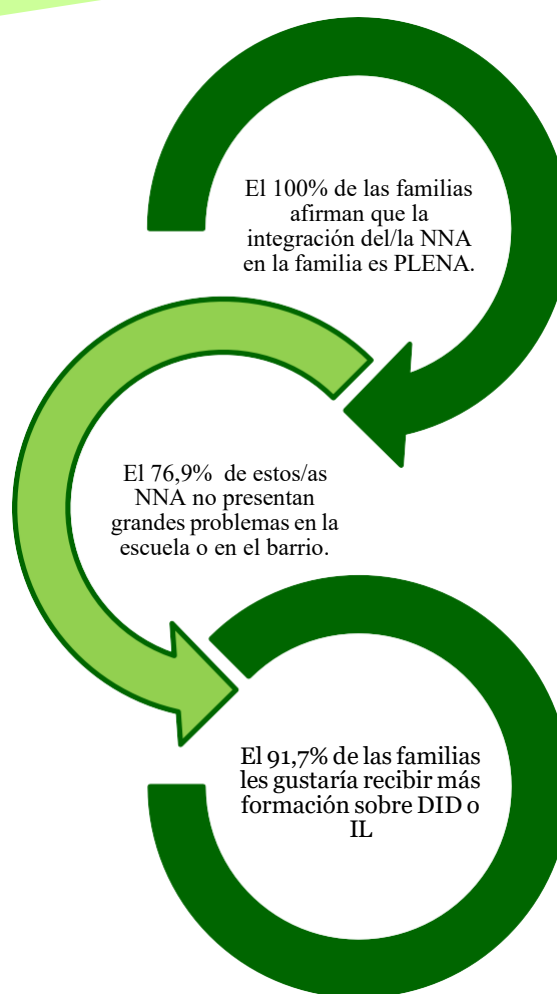 El 100% de las familias
afirman que la
integración del/la NNA
en la familia es PLENA.
El 76,9% de estos/as
NNA no presentan
grandes problemas en la
escuela o en el barrio.
El 91,7% de las familias
les gustaría recibir más
formación sobre DID o
IL